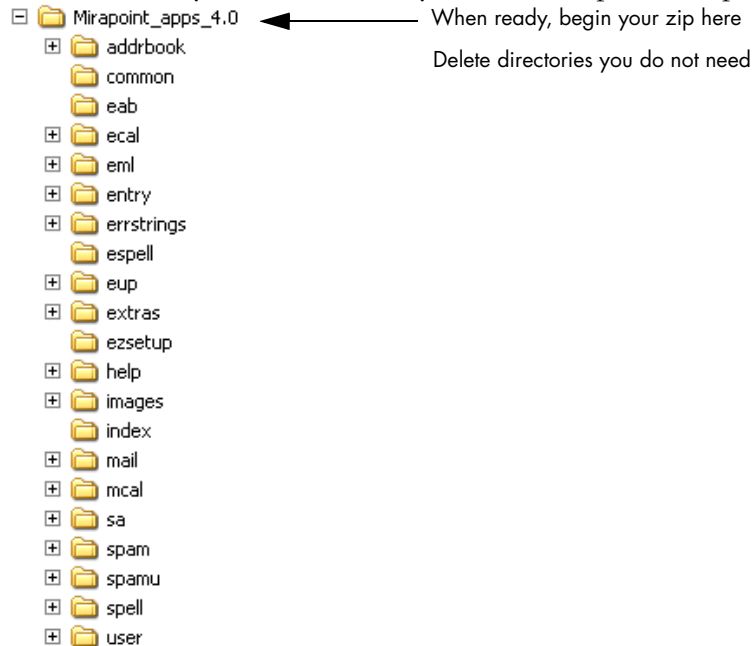 Mirapoint_apps_4.0 When ready, begin your zip here
addrbook Delete directories you do not need
common
eab
ecal
eml
entry
errstrings
espell
eup
extras
ezsetup
help
images
index
mail
mcal
sa
spam
spamu
spell
user